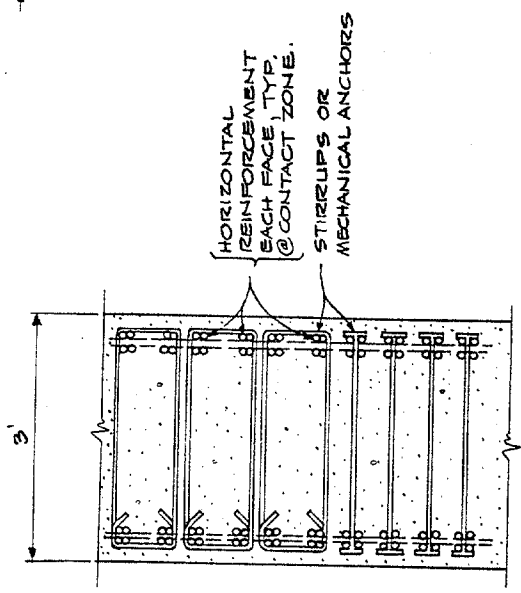 HORIZONTAL
REINFORCEMENT
EACH FACE, TYP.
@ CONTACT ZONE.
STIRRUPS OR
MECHANICAL ANCHORS
3'